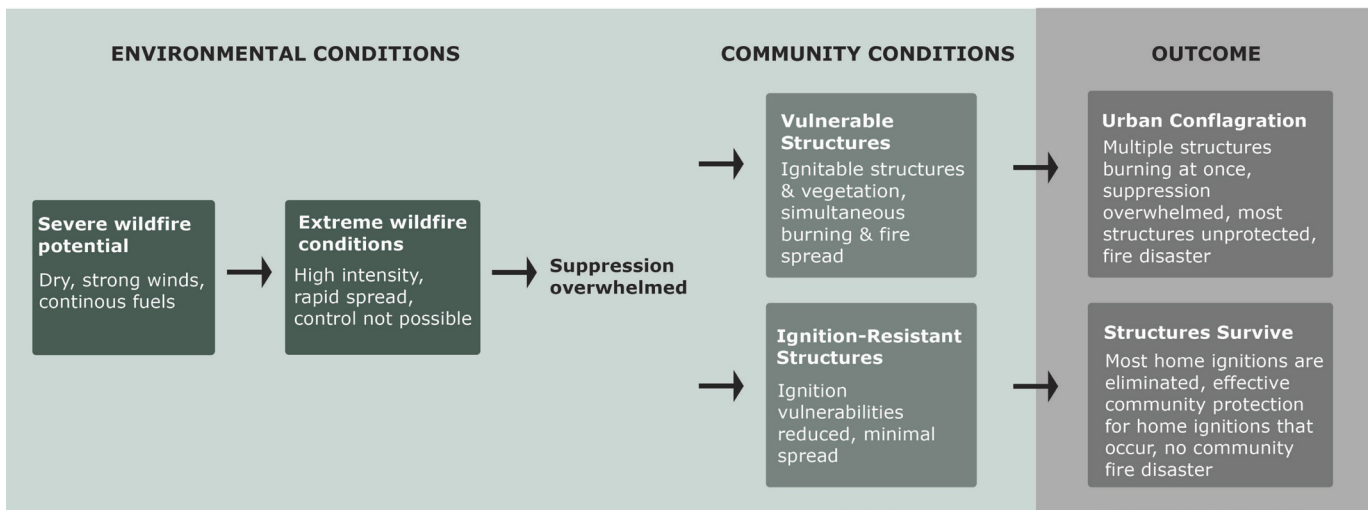 ENVIRONMENTAL CONDITIONS
COMMUNITY CONDITIONS
OUTCOME
Severe wildfire
potential
Dry, strong winds,
continous fuels
Extreme wildfire
conditions
High intensity,
rapid spread,
control not possible
Suppression
overwhelmed
Vulnerable
Structures
Ignitable structures
& vegetation,
simultaneous
burning & fire
spread
Urban Conflagration
Multiple structures
burning at once,
suppression
overwhelmed, most
structures unprotected,
fire disaster
Ignition-Resistant
Structures
Ignition
vulnerabilities
reduced, minimal
spread
Structures Survive
Most home ignitions are
eliminated, effective
community protection
for home ignitions that
occur, no community
fire disaster